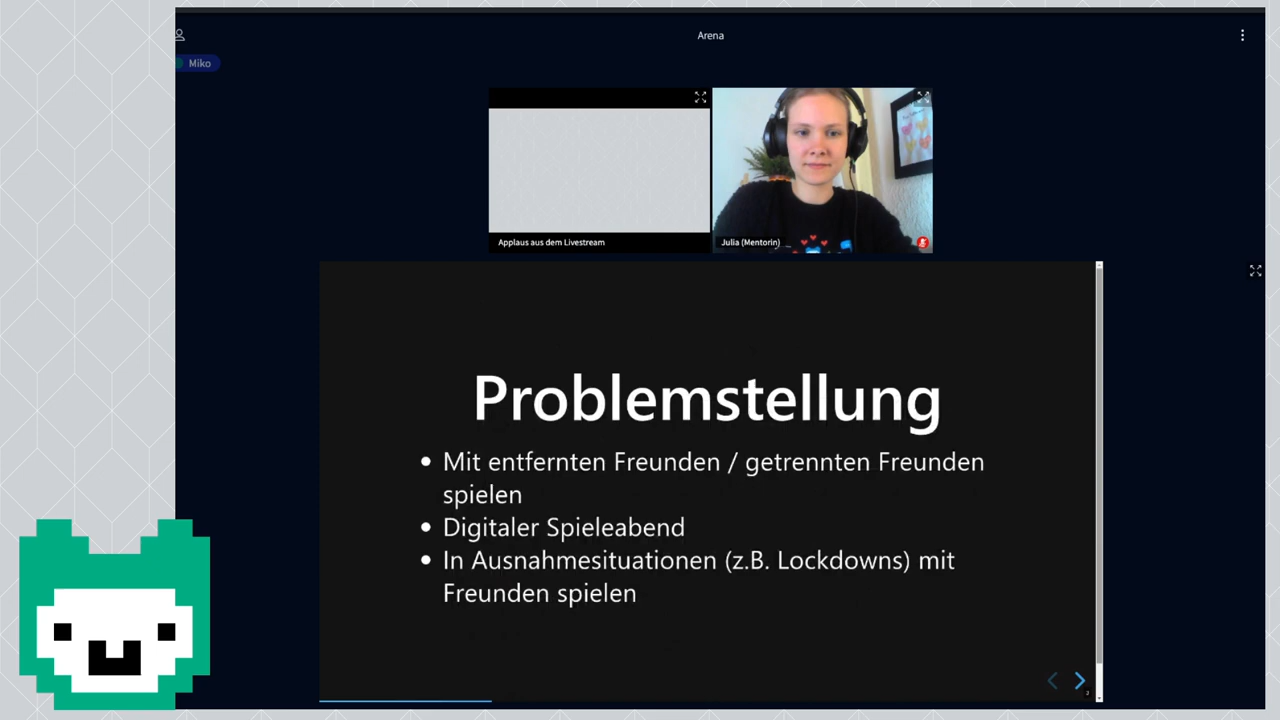 Arena
Miko
Applaus aus dem Livestream
Julia (Mentorin)
Problemstellung
• Mit entfernten Freunden / getrennten Freunden
spielen
• Digitaler Spieleabend
• In Ausnahmesituationen (z.B. Lockdowns) mit
Freunden spielen
2